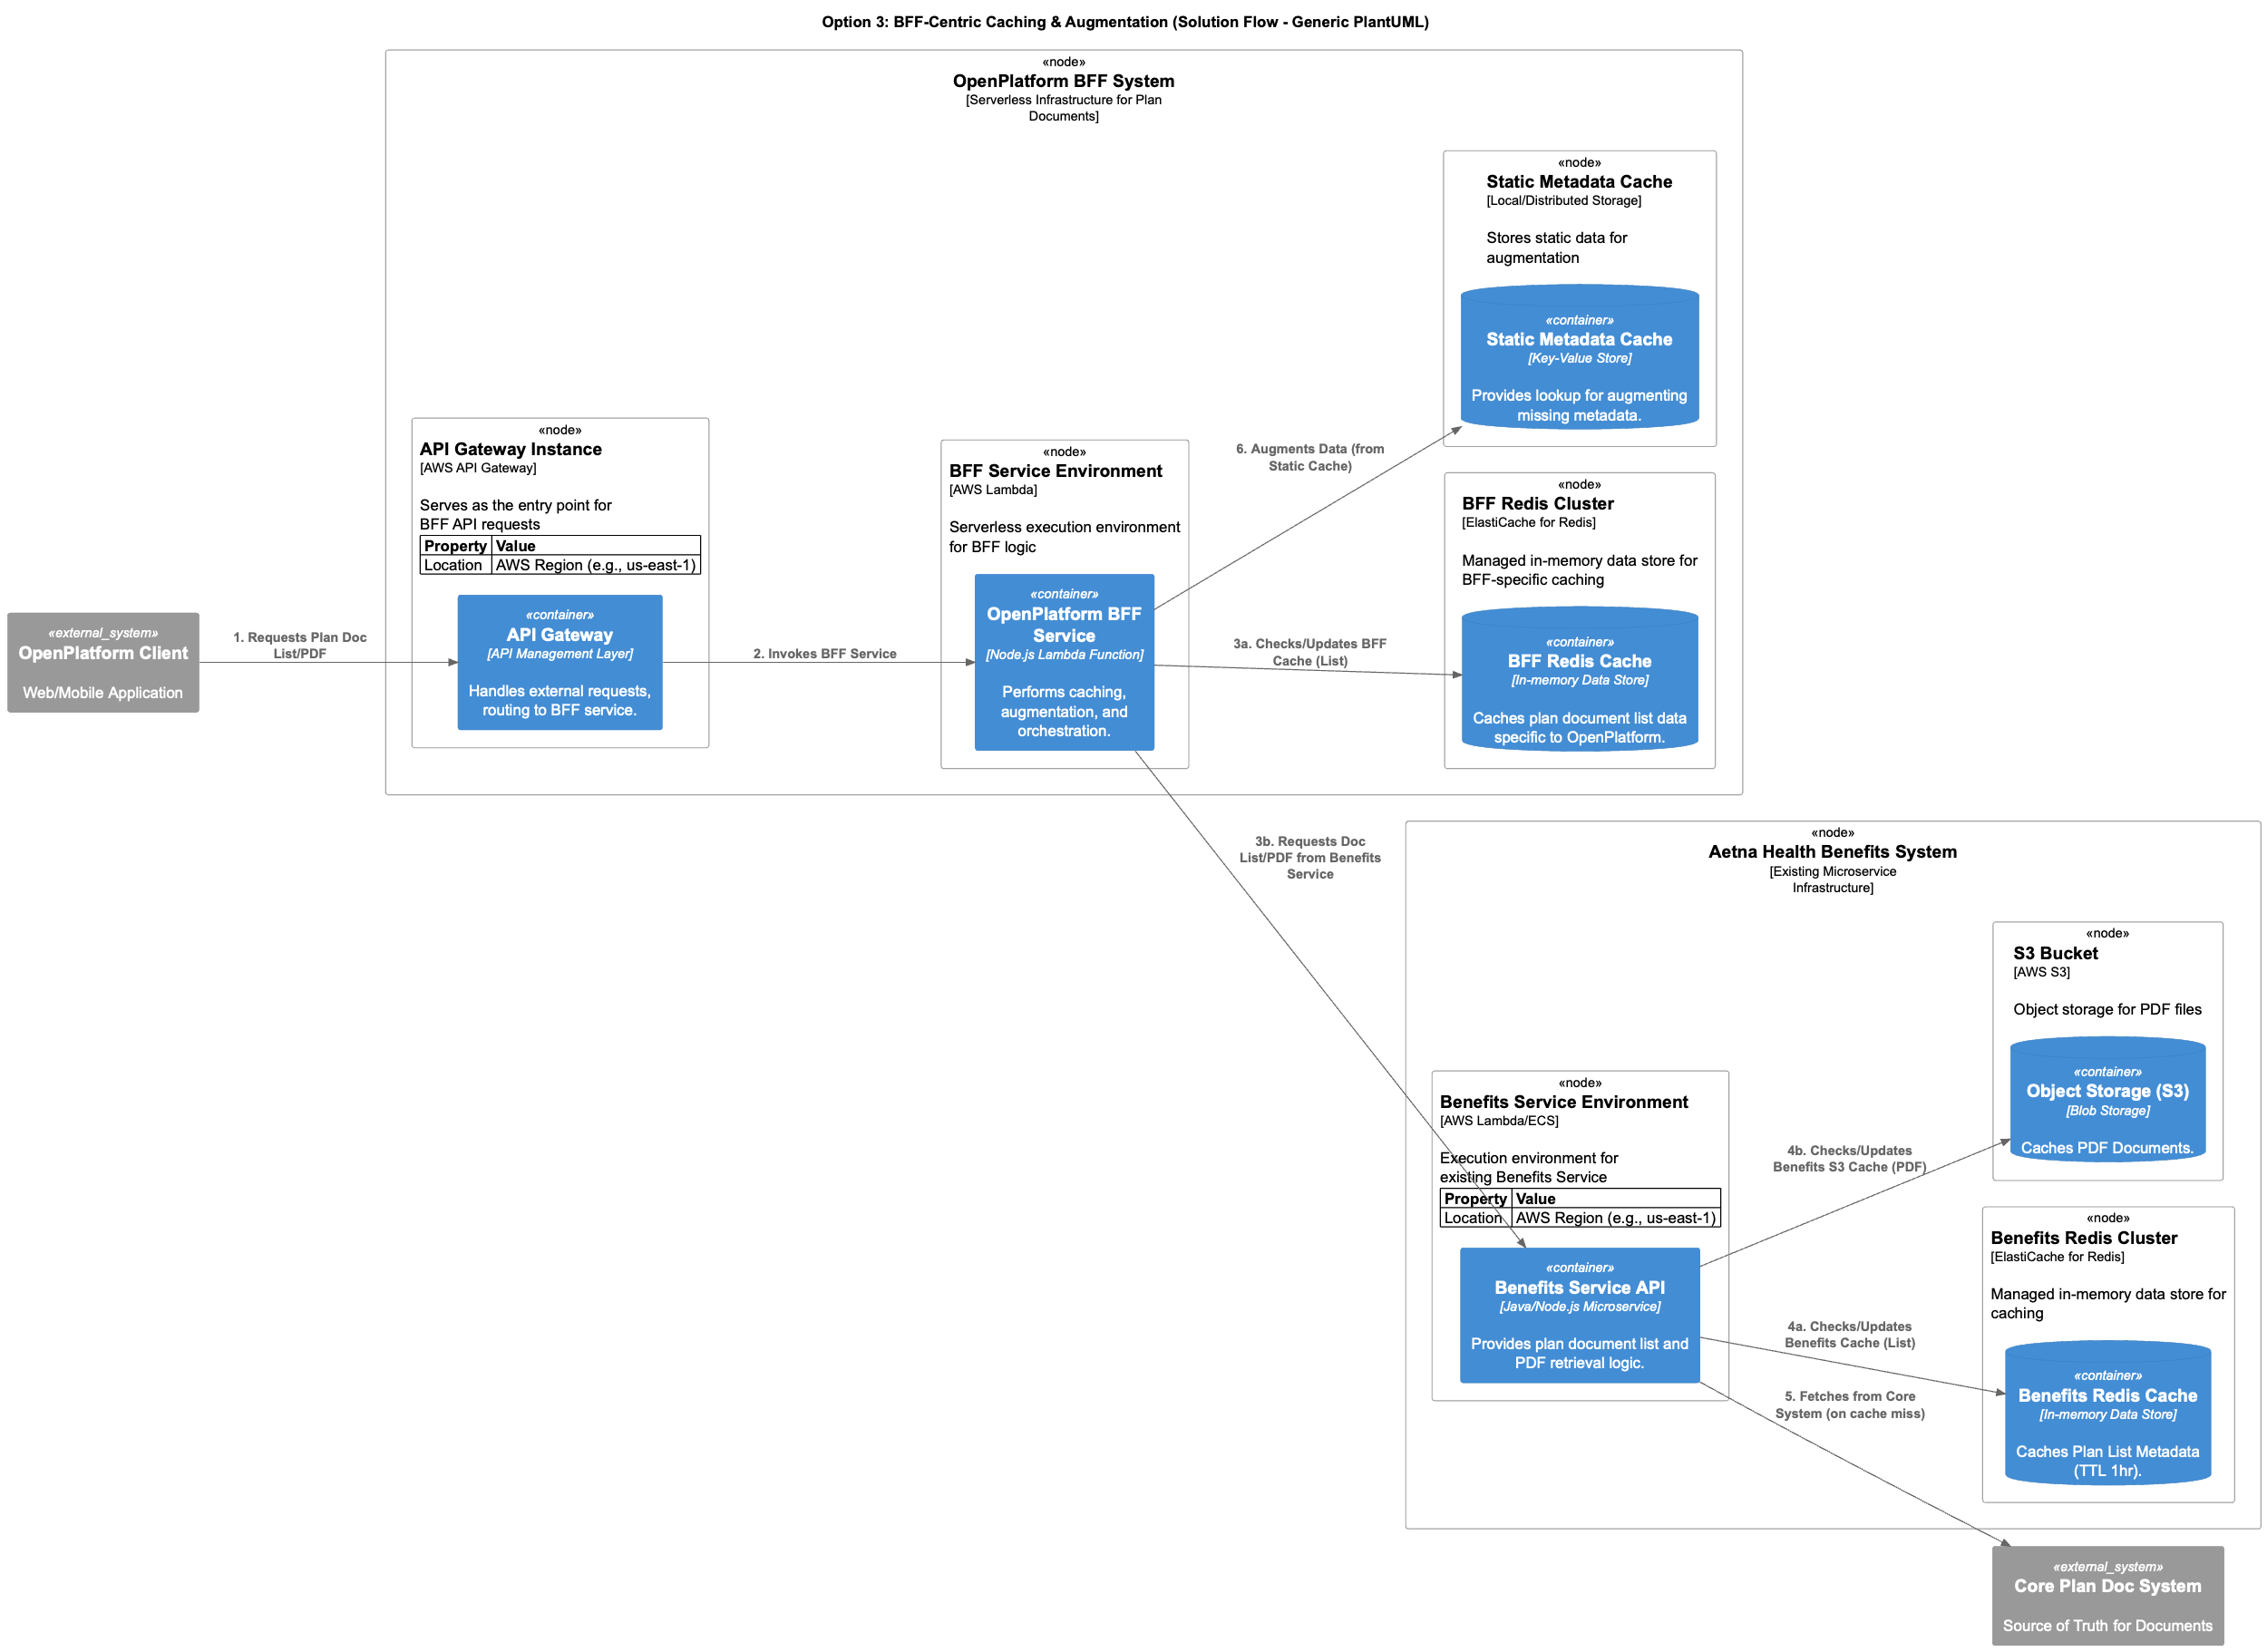 Option 3: BFF-Centric Caching & Augmentation (Solution Flow - Generic PlantUML)
«node»
OpenPlatform BFF System
[Serverless Infrastructure for Plan
Documents]
«node»
Static Metadata Cache
[Local/Distributed Storage]
Stores static data for
augmentation
«container»
Static Metadata Cache
[Key-Value Store]
Provides lookup for augmenting
missing metadata.
«node»
API Gateway Instance
[AWS API Gateway]
Serves as the entry point for
BFF API requests
Property Value
Location AWS Region (e.g., us-east-1)
«container»
API Gateway
[API Management Layer]
Handles external requests,
routing to BFF service.
«node»
BFF Service Environment
[AWS Lambda]
Serverless execution environment
for BFF logic
«container»
OpenPlatform BFF
Service
[Node.js Lambda Function]
Performs caching,
augmentation, and
orchestration.
6. Augments Data (from
Static Cache)
«node»
BFF Redis Cluster
[ElastiCache for Redis]
Managed in-memory data store for
BFF-specific caching
«container»
BFF Redis Cache
[In-memory Data Store]
Caches plan document list data
specific to OpenPlatform.
«external_system»
OpenPlatform Client
Web/Mobile Application
1. Requests Plan Doc
List/PDF
2. Invokes BFF Service
3a. Checks/Updates BFF
Cache (List)
3b. Requests Doc
List/PDF from Benefits
Service
«node»
Aetna Health Benefits System
[Existing Microservice
Infrastructure]
«node»
S3 Bucket
[AWS S3]
Object storage for PDF files
«container»
Object Storage (S3)
[Blob Storage]
Caches PDF Documents.
«node»
Benefits Service Environment
[AWS Lambda/ECS]
Execution environment for
existing Benefits Service
Property Value
Location AWS Region (e.g., us-east-1)
«container»
Benefits Service API
[Java/Node.js Microservice]
Provides plan document list and
PDF retrieval logic.
4b. Checks/Updates
Benefits S3 Cache (PDF)
«node»
Benefits Redis Cluster
[ElastiCache for Redis]
Managed in-memory data store for
caching
«container»
Benefits Redis Cache
[In-memory Data Store]
Caches Plan List Metadata
(TTL 1hr).
4a. Checks/Updates
Benefits Cache (List)
5. Fetches from Core
System (on cache miss)
«external_system»
Core Plan Doc System
Source of Truth for Documents